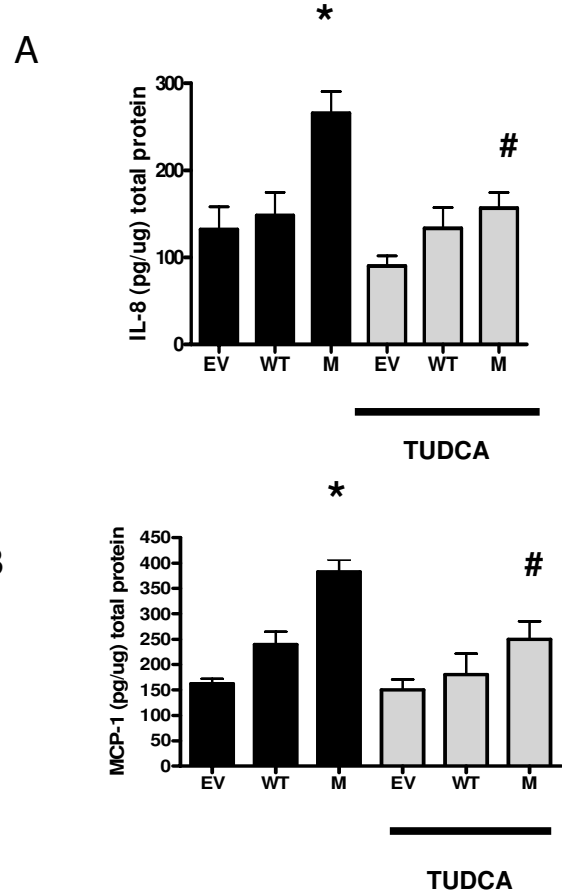 A
*
IL-8 (pg/ug) total protein
300
200
100
0
#
EV WT M EV WT M
TUDCA
*
MCP-1 (pg/ug) total protein
450
400
350
300
250
200
150
100
50
0
#
EV WT M EV WT M
TUDCA